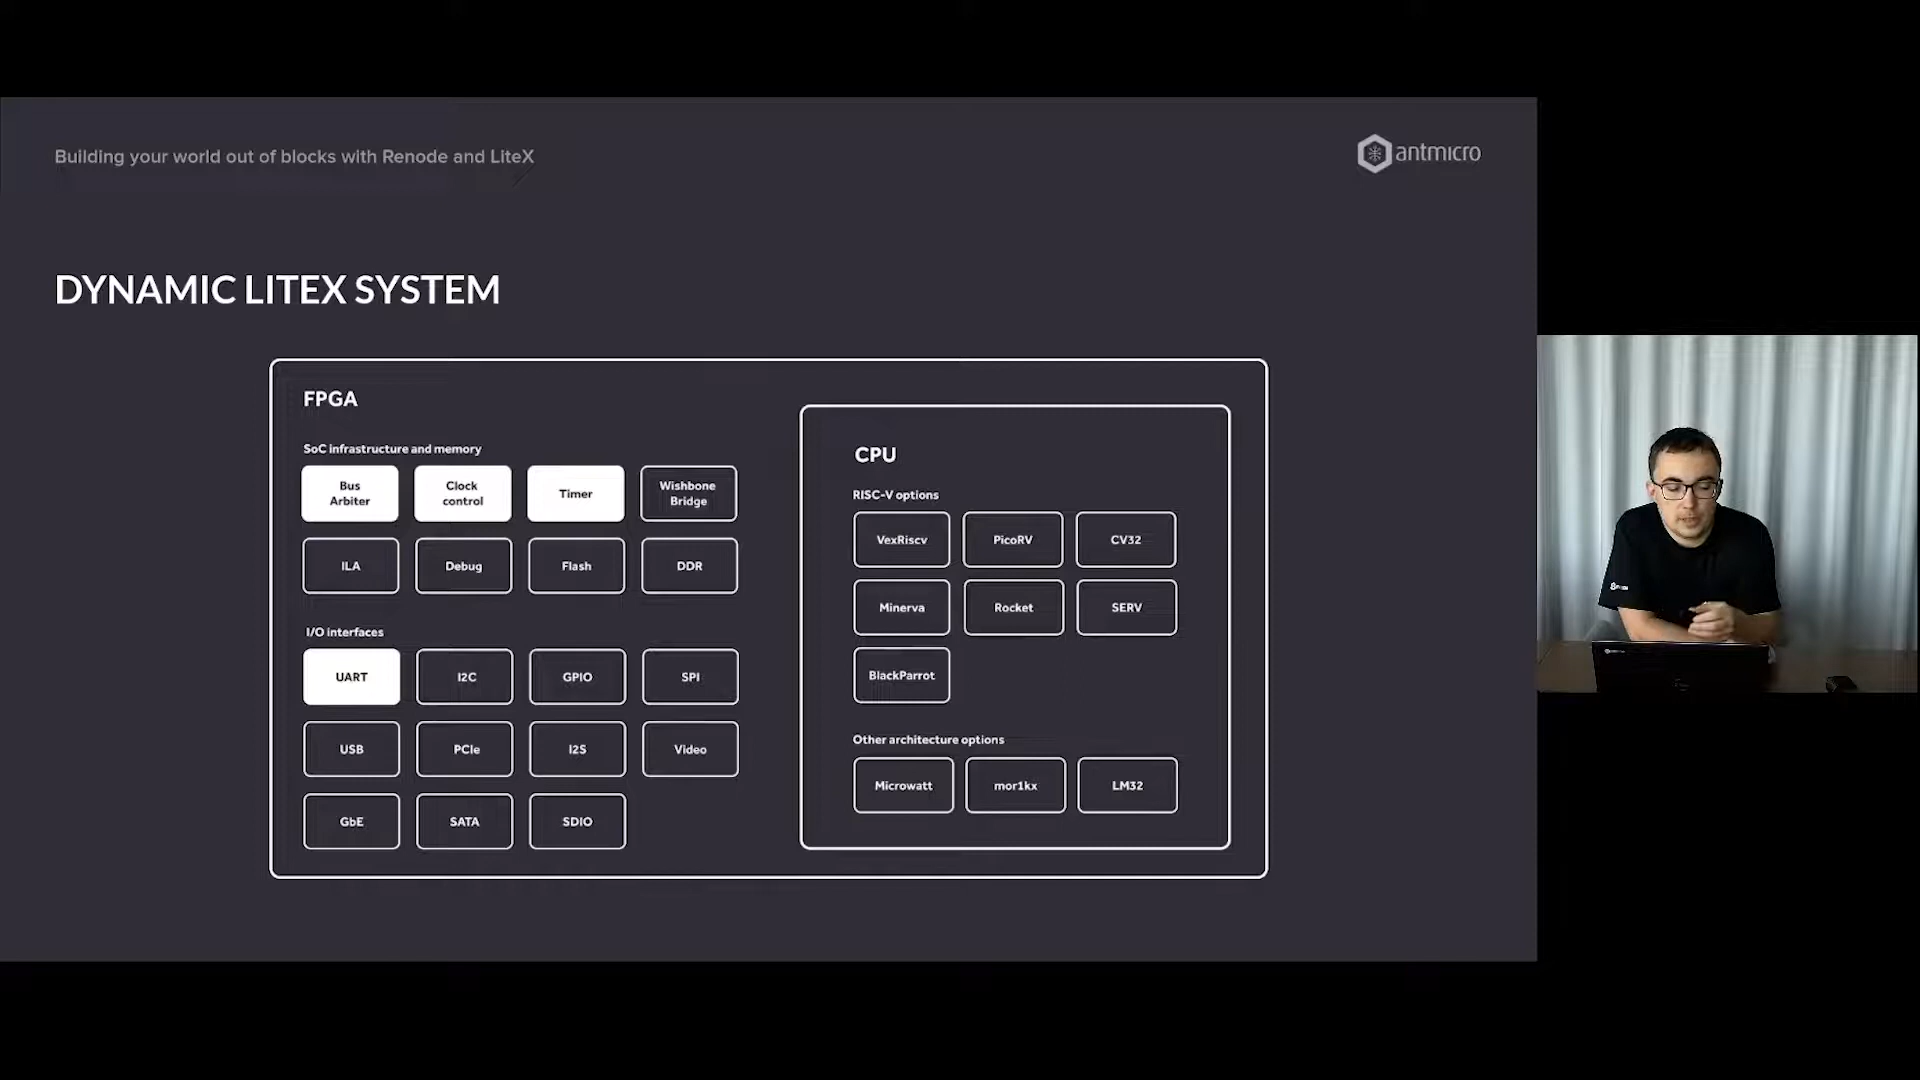 Building your world out of blocks with Renode and LiteX
antmicro
DYNAMIC LITEX SYSTEM
FPGA
SoC infrastructure and memory
Bus
Arbiter
Clock
control
Timer
Wishbone
Bridge
ILA
Debug
Flash
DDR
I/O interfaces
UART
I2C
GPIO
SPI
USB
PCIe
I2S
Video
GbE
SATA
SDIO
CPU
RISC-V options
VexRiscv
PicoRV
CV32
Minerva
Rocket
SERV
BlackParrot
Other architecture options
Microwatt
mor1kx
LM32